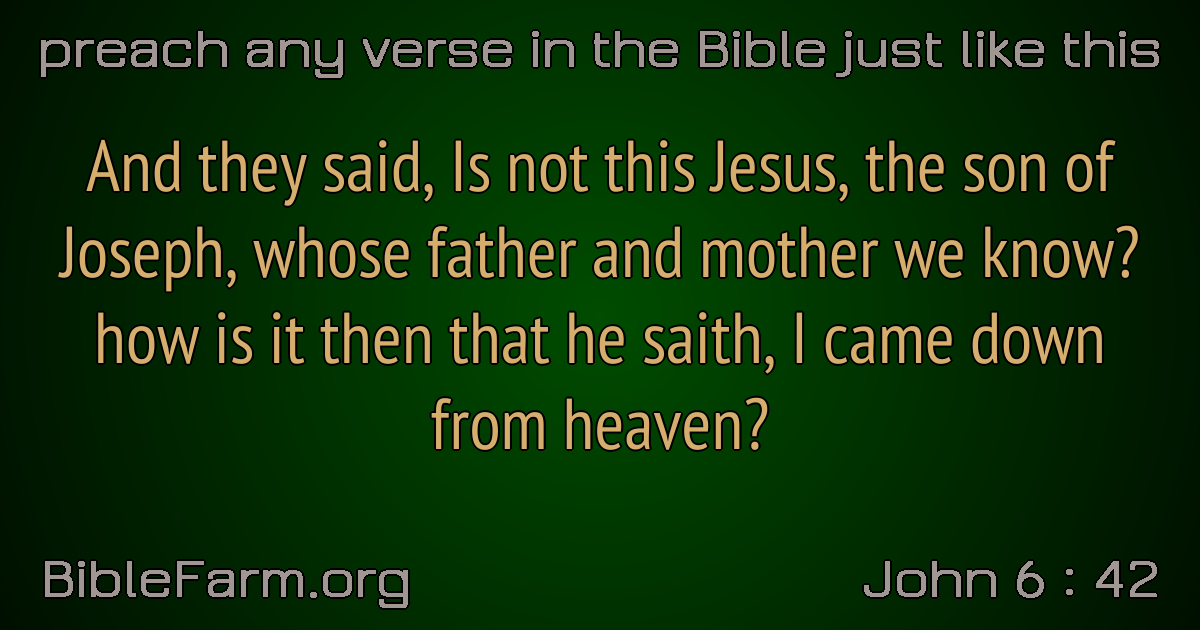 preach any verse in the Bible just like this
And they said, Is not this Jesus, the son of
Joseph, whose father and mother we know?
how is it then that he saith, I came down
from heaven?
BibleFarm.org
John 6 : 42